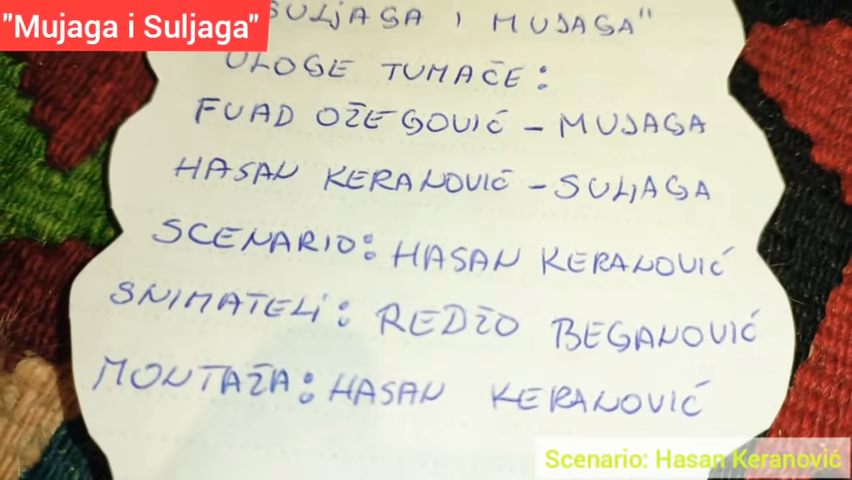 "Mujaga i Suljaga"
SULJAGA I MUJAGA"
ULOGE TUMAČE:
FUAD OŽEGOVIĆ - MUJAGA
HASAN KERANOVIĆ - SULJAGA
SCENARIO: HASAN KERANOVIĆ
SNIMATELJ: REDŽO BEGANOVIĆ
MONTAŽA: HASAN KERANOVIĆ
Scenario: Hasan Keranović